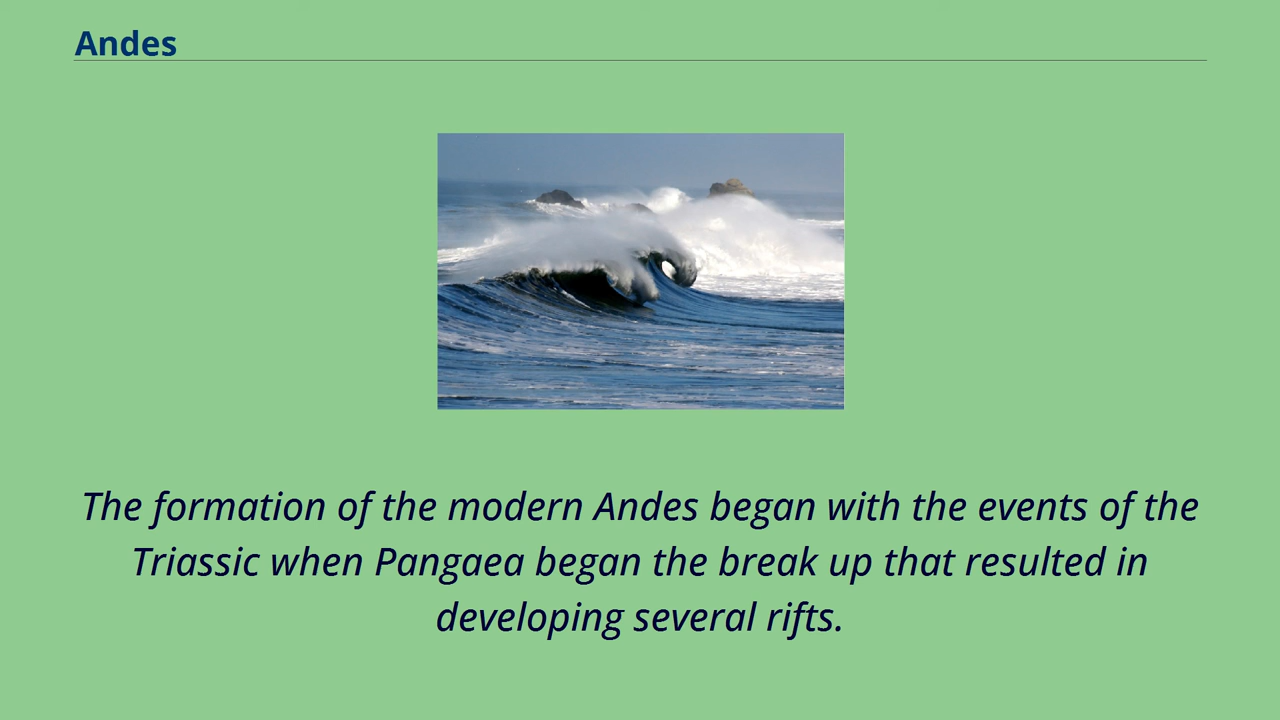 Andes
The formation of the modern Andes began with the events of the
Triassic when Pangaea began the break up that resulted in
developing several rifts.